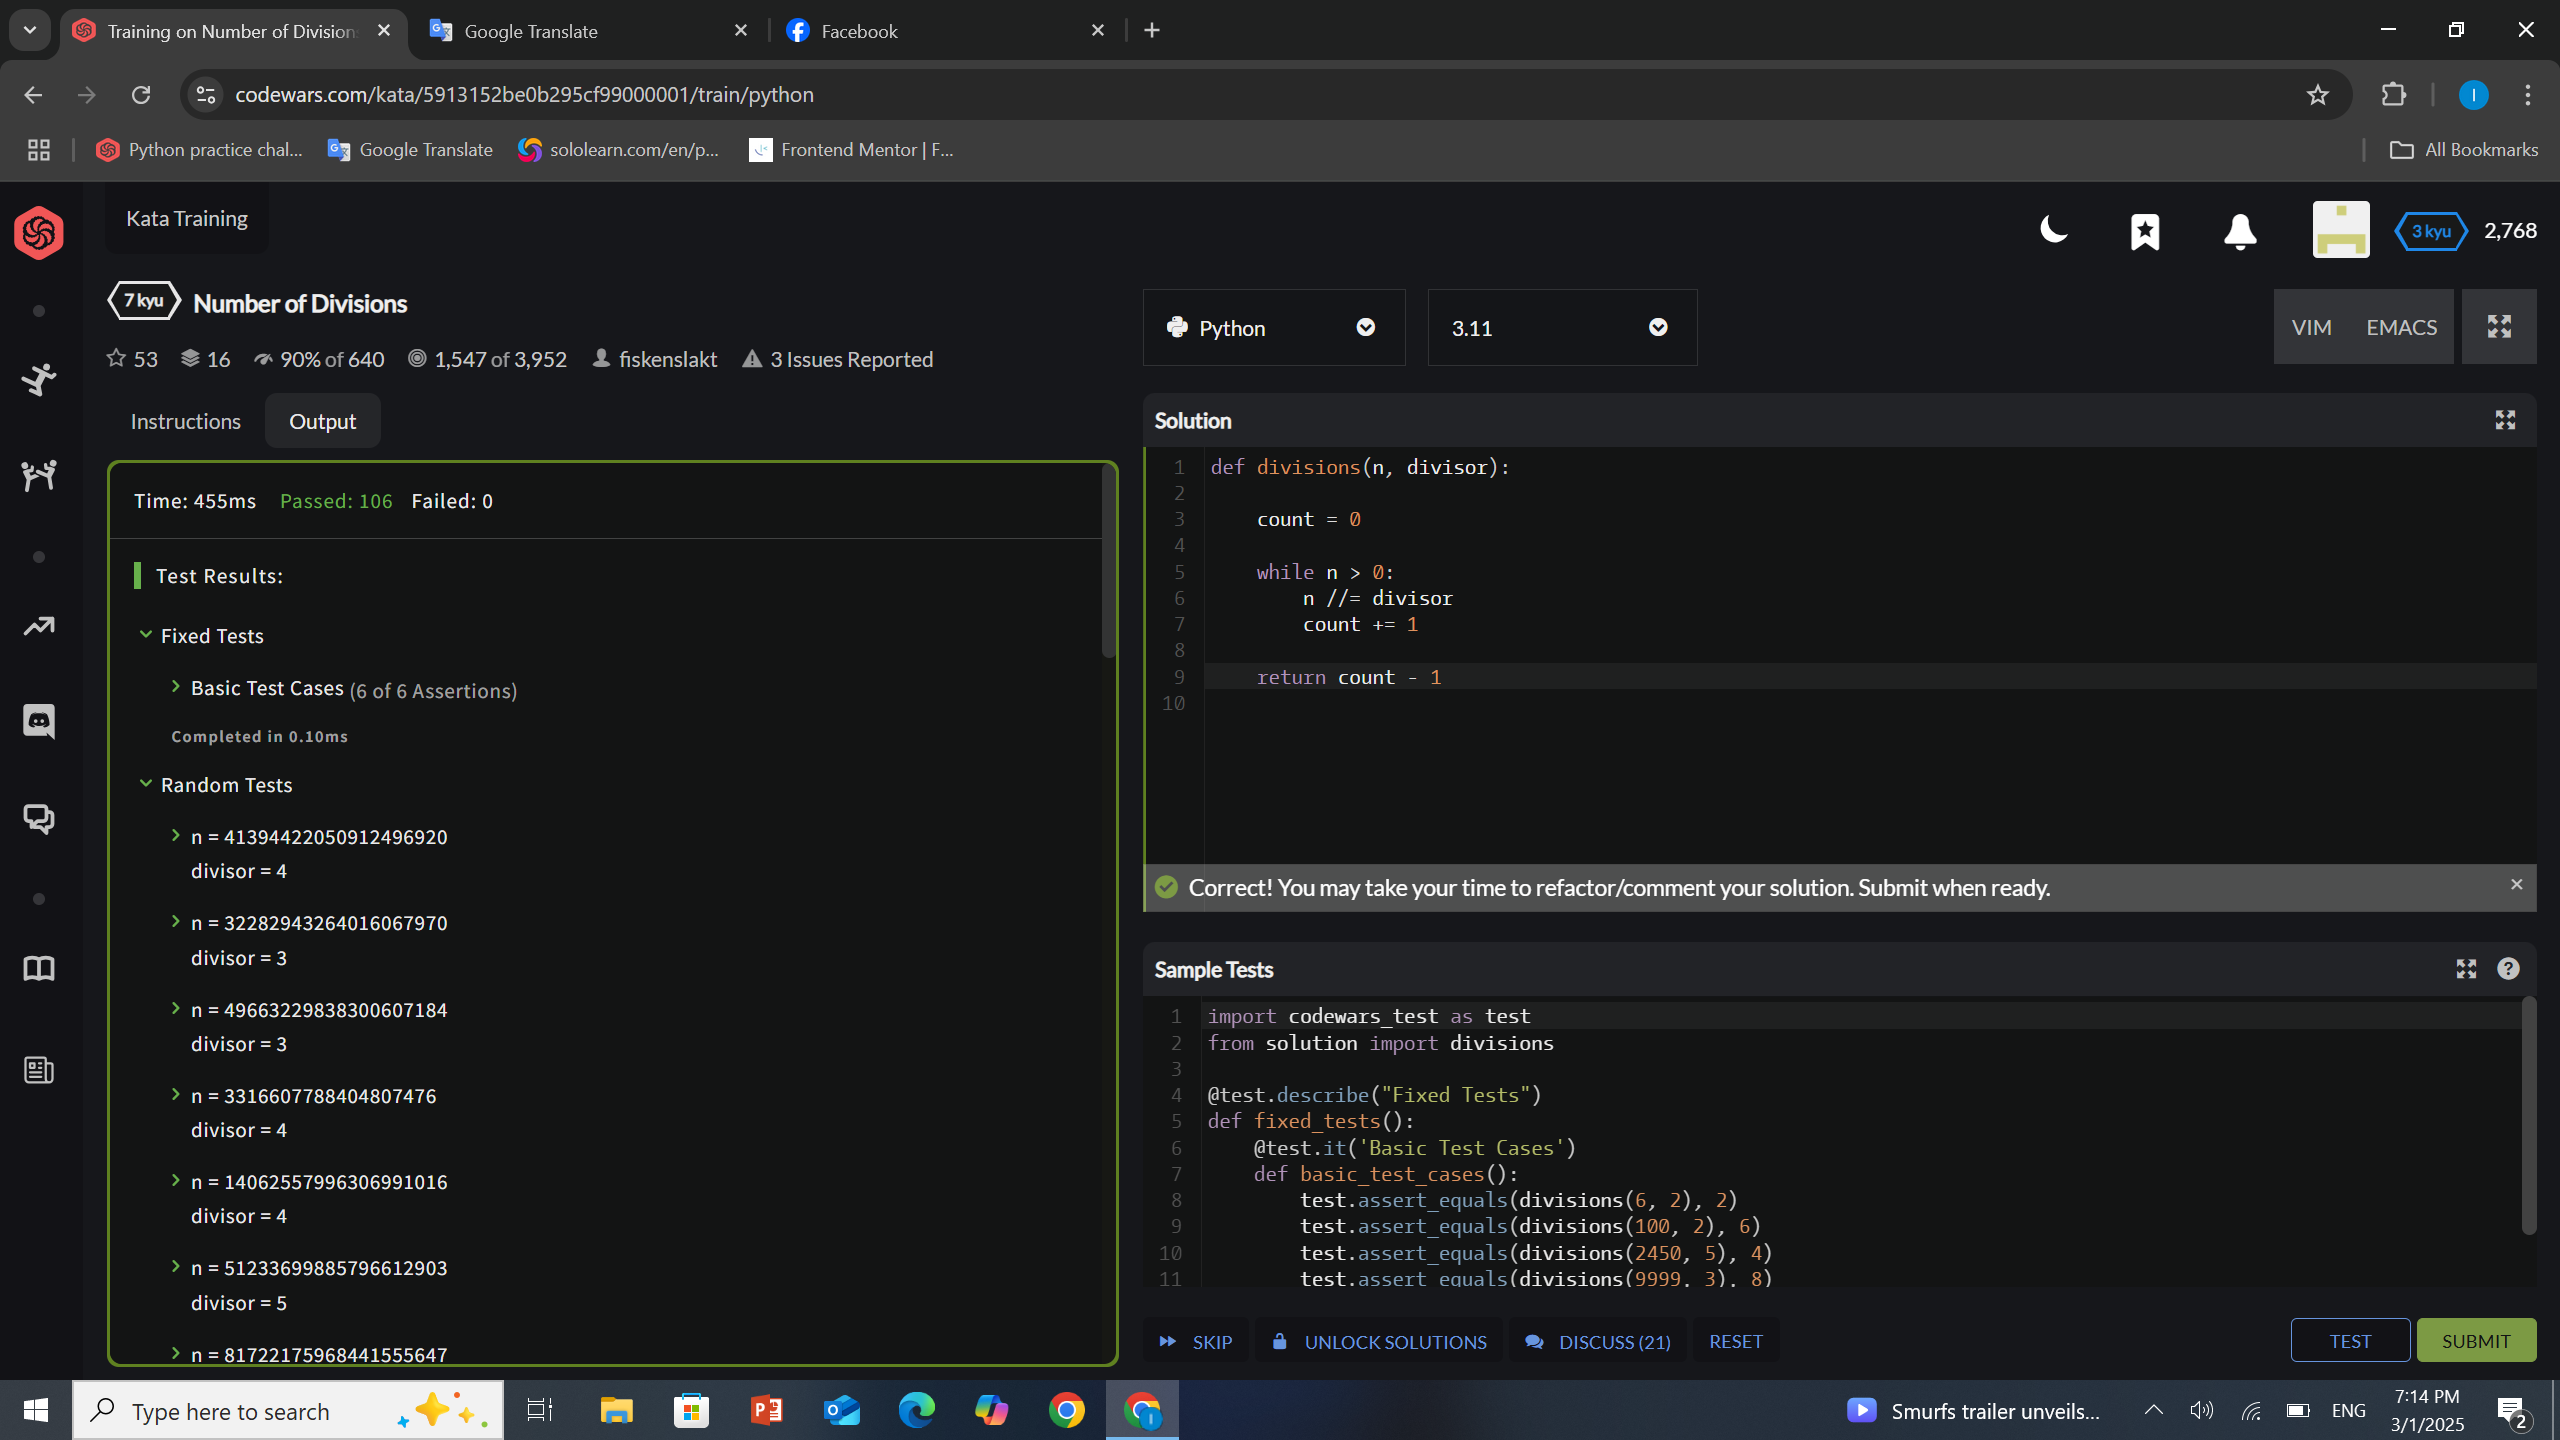 Training on Number of Division
Google Translate
Facebook
codewars.com/kata/5913152be0b295cf99000001/train/python
I
Python practice chal...
Google Translate
sololearn.com/en/p...
Frontend Mentor | F...
All Bookmarks
Kata Training
3 kyu
2,768
7 kyu
Number of Divisions
53
16
90% of 640
1,547 of 3,952
fiskenslakt
3 Issues Reported
Python
3.11
VIM
EMACS
Instructions
Output
Time: 455ms
Passed: 106
Failed: 0
Test Results:
Fixed Tests
Basic Test Cases (6 of 6 Assertions)
Completed in 0.10ms
Random Tests
n = 41394422050912496920
divisor = 4
n = 32282943264016067970
divisor = 3
n = 49663229838300607184
divisor = 3
n = 3316607788404807476
divisor = 4
n = 14062557996306991016
divisor = 4
n = 51233699885796612903
divisor = 5
n = 81722175968441555647
Solution
1 def divisions(n, divisor):
2
3 count = 0
4
5 while n > 0:
6 n //= divisor
7 count += 1
8
9 return count - 1
10
Correct! You may take your time to refactor/comment your solution. Submit when ready.
Sample Tests
1 import codewars_test as test
2 from solution import divisions
3
4 @test.describe("Fixed Tests")
5 def fixed_tests():
6 @test.it('Basic Test Cases')
7 def basic_test_cases():
8 test.assert_equals(divisions(6, 2), 2)
9 test.assert_equals(divisions(100, 2), 6)
10 test.assert_equals(divisions(2450, 5), 4)
11 test.assert_equals(divisions(9999, 3), 8)
SKIP
UNLOCK SOLUTIONS
DISCUSS (21)
RESET
TEST
SUBMIT
Type here to search
Smurfs trailer unveils...
ENG
7:14 PM
3/1/2025
2